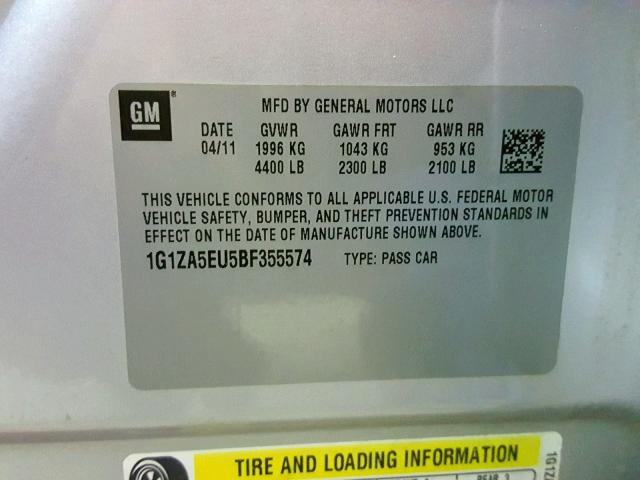 GM
®
MFD BY GENERAL MOTORS LLC
DATE GVWR GAWR FRT GAWR RR
04/11 1996 KG 1043 KG 953 KG
4400 LB 2300 LB 2100 LB
THIS VEHICLE CONFORMS TO ALL APPLICABLE U.S. FEDERAL MOTOR
VEHICLE SAFETY, BUMPER, AND THEFT PREVENTION STANDARDS IN
EFFECT ON THE DATE OF MANUFACTURE SHOWN ABOVE.
1G1ZA5EU5BF355574 TYPE: PASS CAR
TIRE AND LOADING INFORMATION
1G1Z